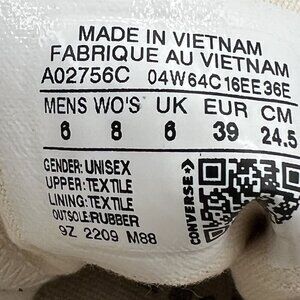 MADE IN VIETNAM
FABRIQUE AU VIETNAM
A02756C 04W64C16EE36E
MENS WO'S UK EUR CM
6 8 6 39 24.5
GENDER: UNISEX
UPPER: TEXTILE
LINING: TEXTILE
OUTSOLE:RUBBER
9Z 2209 M88
CONVERSE